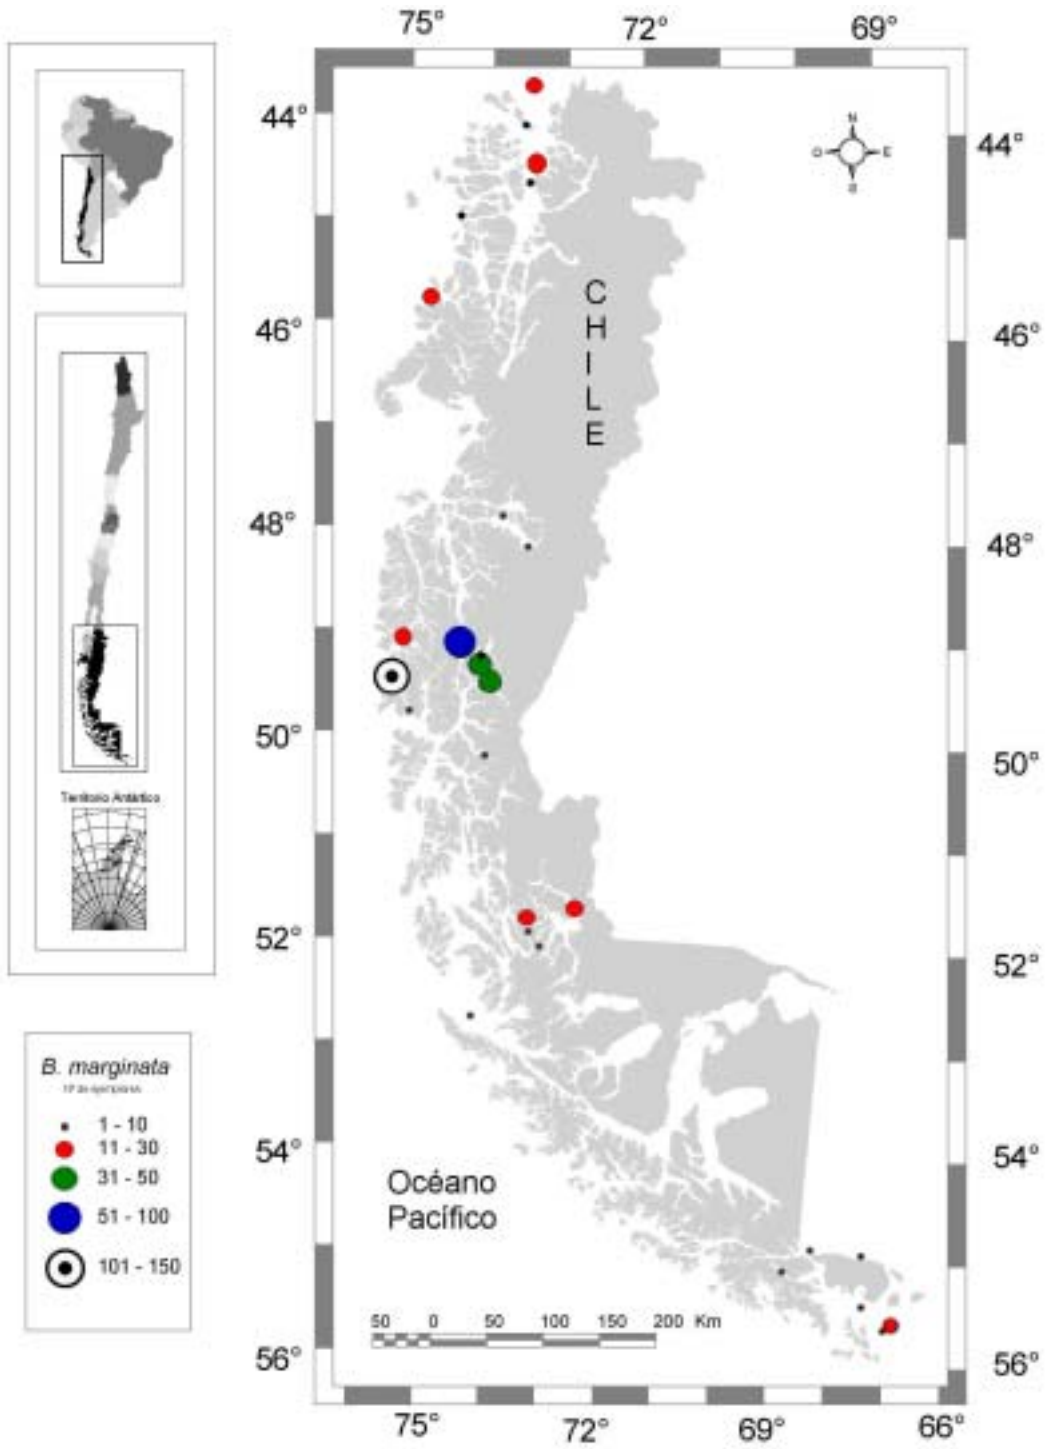 75° 72° 69°
44°
46°
48°
50°
52°
54°
56°
44°
46°
48°
50°
52°
54°
56°
75° 72° 69° 66°
N
O E
S
C
H
I
L
E
Océano
Pacífico
50 0 50 100 150 200 Km
Territorio Antártico
B. marginata
1 - 10
11 - 30
31 - 50
51 - 100
101 - 150